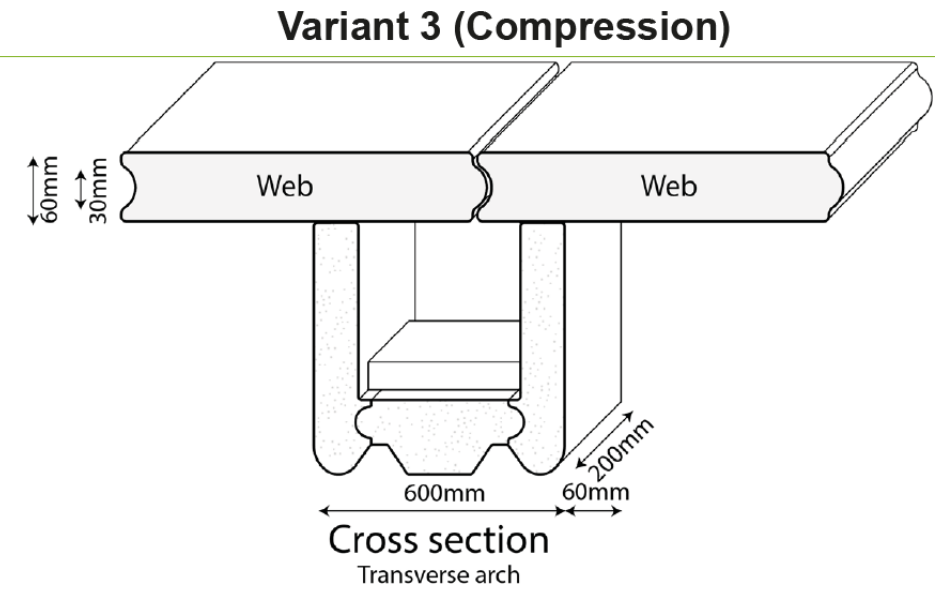 Variant 3 (Compression)
60mm
30mm
Web
Web
200mm
600mm
60mm
Cross section
Transverse arch